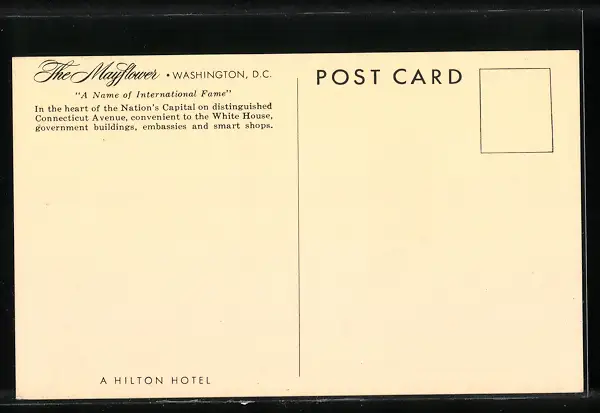 The Mayflower • WASHINGTON, D.C.
"A Name of International Fame"
In the heart of the Nation's Capital on distinguished
Connecticut Avenue, convenient to the White House,
government buildings, embassies and smart shops.
POST CARD
A HILTON HOTEL